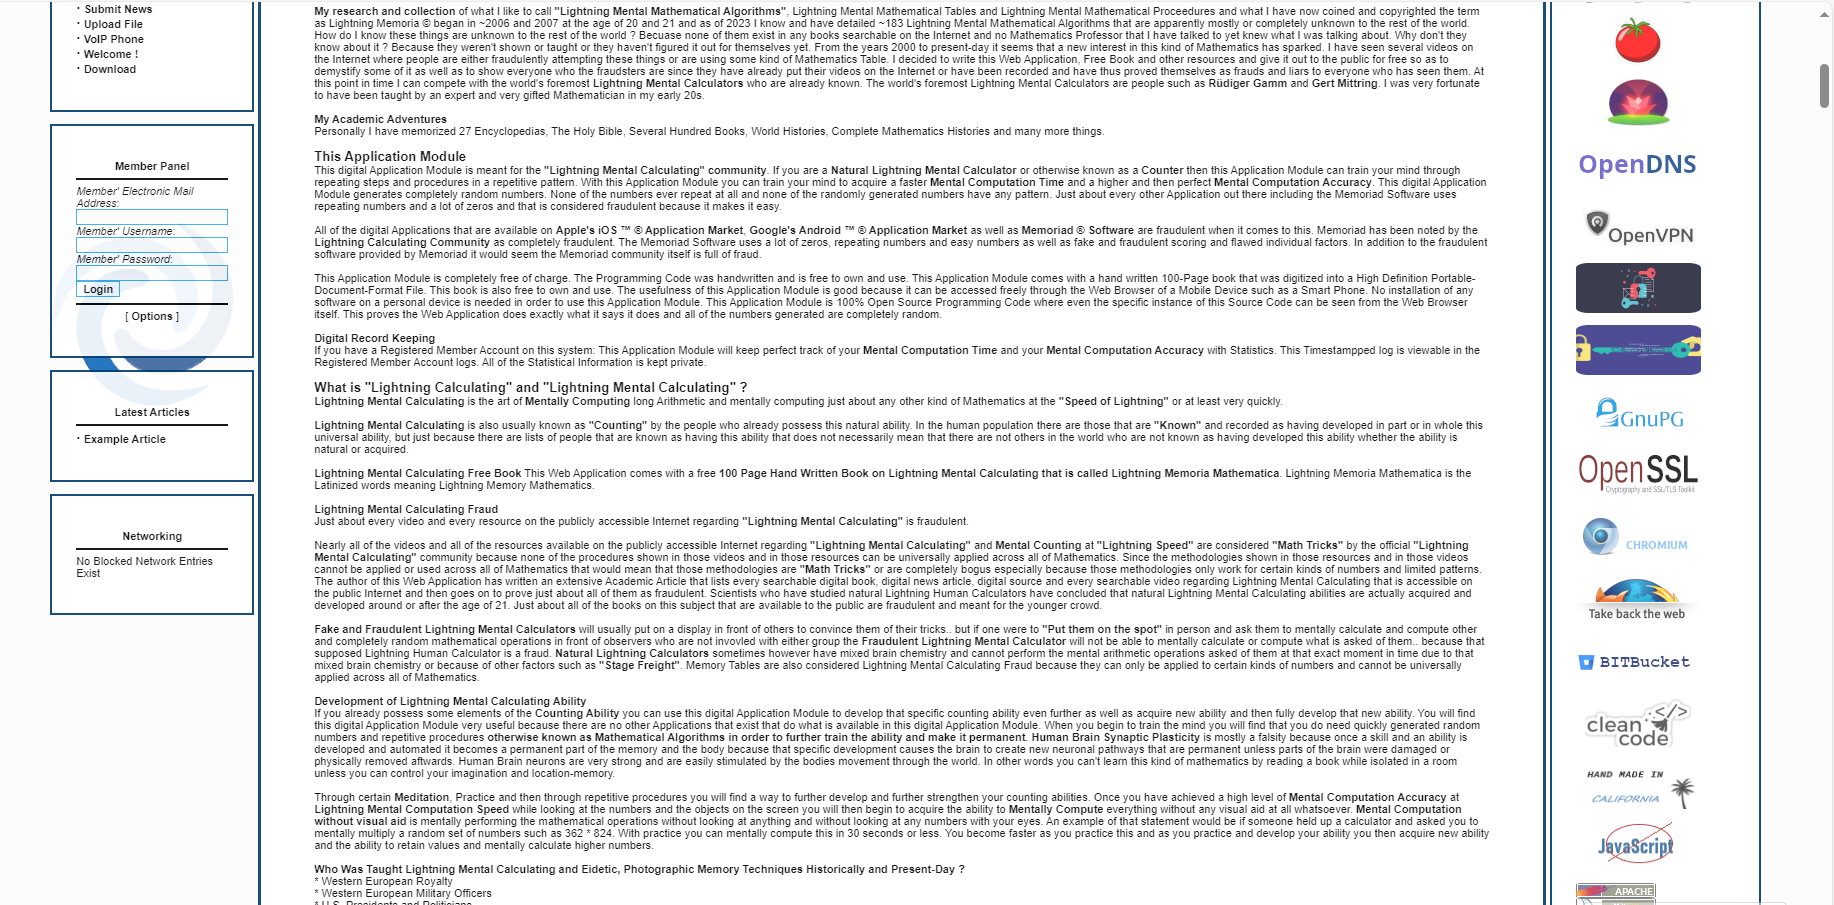 · Submit News
· Upload File
· VoIP Phone
· Welcome !
· Download
Member Panel
Member' Electronic Mail
Address:
Member' Username:
Member' Password:
Login
[ Options ]
Latest Articles
· Example Article
Networking
No Blocked Network Entries
Exist
My research and collection of what I like to call "Lightning Mental Mathematical Algorithms", Lightning Mental Mathematical Tables and Lightning Mental Mathematical Proceedures and what I have now coined and copyrighted the term
as Lightning Memoria © began in ~2006 and 2007 at the age of 20 and 21 and as of 2023 I know and have detailed ~183 Lightning Mental Mathematical Algorithms that are apparently mostly or completely unknown to the rest of the world.
How do I know these things are unknown to the rest of the world ? Becuase none of them exist in any books searchable on the Internet and no Mathematics Professor that I have talked to yet knew what I was talking about. Why don't they
know about it ? Because they weren't shown or taught or they haven't figured it out for themselves yet. From the years 2000 to present-day it seems that a new interest in this kind of Mathematics has sparked. I have seen several videos on
the Internet where people are either fraudulently attempting these things or are using some kind of Mathematics Table. I decided to write this Web Application, Free Book and other resources and give it out to the public for free so as to
demystify some of it as well as to show everyone who the fraudsters are since they have already put their videos on the Internet or have been recorded and have thus proved themselves as frauds and liars to everyone who has seen them. At
this point in time I can compete with the world's foremost Lightning Mental Calculators who are already known. The world's foremost Lightning Mental Calculators are people such as Rüdiger Gamm and Gert Mittring. I was very fortunate
to have been taught by an expert and very gifted Mathematician in my early 20s.
My Academic Adventures
Personally I have memorized 27 Encyclopedias, The Holy Bible, Several Hundred Books, World Histories, Complete Mathematics Histories and many more things.
This Application Module
This digital Application Module is meant for the "Lightning Mental Calculating" community. If you are a Natural Lightning Mental Calculator or otherwise known as a Counter then this Application Module can train your mind through
repeating steps and procedures in a repetitive pattern. With this Application Module you can train your mind to acquire a faster Mental Computation Time and a higher and then perfect Mental Computation Accuracy. This digital Application
Module generates completely random numbers. None of the numbers ever repeat at all and none of the randomly generated numbers have any pattern. Just about every other Application out there including the Memoriad Software uses
repeating numbers and a lot of zeros and that is considered fraudulent because it makes it easy.
All of the digital Applications that are available on Apple's iOS ™ ® Application Market, Google's Android ™ ® Application Market as well as Memoriad ® Software are fraudulent when it comes to this. Memoriad has been noted by the
Lightning Calculating Community as completely fraudulent. The Memoriad Software uses a lot of zeros, repeating numbers and easy numbers as well as fake and fraudulent scoring and flawed individual factors. In addition to the fraudulent
software provided by Memoriad it would seem the Memoriad community itself is full of fraud.
This Application Module is completely free of charge. The Programming Code was handwritten and is free to own and use. This Application Module comes with a hand written 100-Page book that was digitized into a High Definition Portable-
Document-Format File. This book is also free to own and use. The usefulness of this Application Module is good because it can be accessed freely through the Web Browser of a Mobile Device such as a Smart Phone. No installation of any
software on a personal device is needed in order to use this Application Module. This Application Module is 100% Open Source Programming Code where even the specific instance of this Source Code can be seen from the Web Browser
itself. This proves the Web Application does exactly what it says it does and all of the numbers generated are completely random.
Digital Record Keeping
If you have a Registered Member Account on this system: This Application Module will keep perfect track of your Mental Computation Time and your Mental Computation Accuracy with Statistics. This Timestampped log is viewable in the
Registered Member Account logs. All of the Statistical Information is kept private.
What is "Lightning Calculating" and "Lightning Mental Calculating" ?
Lightning Mental Calculating is the art of Mentally Computing long Arithmetic and mentally computing just about any other kind of Mathematics at the "Speed of Lightning" or at least very quickly.
Lightning Mental Calculating is also usually known as "Counting" by the people who already possess this natural ability. In the human population there are those that are "Known" and recorded as having developed in part or in whole this
universal ability, but just because there are lists of people that are known as having this ability that does not necessarily mean that there are not others in the world who are not known as having developed this ability whether the ability is
natural or acquired.
Lightning Mental Calculating Free Book This Web Application comes with a free 100 Page Hand Written Book on Lightning Mental Calculating that is called Lightning Memoria Mathematica. Lightning Memoria Mathematica is the
Latinized words meaning Lightning Memory Mathematics.
Lightning Mental Calculating Fraud
Just about every video and every resource on the publicly accessible Internet regarding "Lightning Mental Calculating" is fraudulent.
Nearly all of the videos and all of the resources available on the publicly accessible Internet regarding "Lightning Mental Calculating" and Mental Counting at "Lightning Speed" are considered "Math Tricks" by the official "Lightning
Mental Calculating" community because none of the procedures shown in those videos and in those resources can be universally applied across all of Mathematics. Since the methodologies shown in those resources and in those videos
cannot be applied or used across all of Mathematics that would mean that those methodologies are "Math Tricks" or are completely bogus especially because those methodologies only work for certain kinds of numbers and limited patterns.
The author of this Web Application has written an extensive Academic Article that lists every searchable digital book, digital news article, digital source and every searchable video regarding Lightning Mental Calculating that is accessible on
the public Internet and then goes on to prove just about all of them as fraudulent. Scientists who have studied natural Lightning Human Calculators have concluded that natural Lightning Mental Calculating abilities are actually acquired and
developed around or after the age of 21. Just about all of the books on this subject that are available to the public are fraudulent and meant for the younger crowd.
Fake and Fraudulent Lightning Mental Calculators will usually put on a display in front of others to convince them of their tricks.. but if one were to "Put them on the spot" in person and ask them to mentally calculate and compute other
and completely random mathematical operations in front of observers who are not invovled with either group the Fraudulent Lightning Mental Calculator will not be able to mentally calculate or compute what is asked of them.. because that
supposed Lightning Human Calculator is a fraud. Natural Lightning Calculators sometimes however have mixed brain chemistry and cannot perform the mental arithmetic operations asked of them at that exact moment in time due to that
mixed brain chemistry or because of other factors such as "Stage Freight". Memory Tables are also considered Lightning Mental Calculating Fraud because they can only be applied to certain kinds of numbers and cannot be universally
applied across all of Mathematics.
Development of Lightning Mental Calculating Ability
If you already possess some elements of the Counting Ability you can use this digital Application Module to develop that specific counting ability even further as well as acquire new ability and then fully develop that new ability. You will find
this digital Application Module very useful because there are no other Applications that exist that do what is available in this digital Application Module. When you begin to train the mind you will find that you do need quickly generated random
numbers and repetitive procedures otherwise known as Mathematical Algorithms in order to further train the ability and make it permanent. Human Brain Synaptic Plasticity is mostly a falsity because once a skill and an ability is
developed and automated it becomes a permanent part of the memory and the body because that specific development causes the brain to create new neuronal pathways that are permanent unless parts of the brain were damaged or
physically removed aftwards. Human Brain neurons are very strong and are easily stimulated by the bodies movement through the world. In other words you can't learn this kind of mathematics by reading a book while isolated in a room
unless you can control your imagination and location-memory.
Through certain Meditation, Practice and then through repetitive procedures you will find a way to further develop and further strengthen your counting abilities. Once you have achieved a high level of Mental Computation Accuracy at
Lightning Mental Computation Speed while looking at the numbers and the objects on the screen you will then begin to acquire the ability to Mentally Compute everything without any visual aid at all whatsoever. Mental Computation
without visual aid is mentally performing the mathematical operations without looking at anything and without looking at any numbers with your eyes. An example of that statement would be if someone held up a calculator and asked you to
mentally multiply a random set of numbers such as 362 * 824. With practice you can mentally compute this in 30 seconds or less. You become faster as you practice this and as you practice and develop your ability you then acquire new ability
and the ability to retain values and mentally calculate higher numbers.
Who Was Taught Lightning Mental Calculating and Eidetic, Photographic Memory Techniques Historically and Present-Day ?
* Western European Royalty
* Western European Military Officers
* U.S. Presidents and Politicians
OpenDNS
OpenVPN
GnuPG
OpenSSL
Cryptography and SSL/TLS Toolkit
CHROMIUM
Take back the web
BITBucket
clean
code
</>
HAND MADE IN
CALIFORNIA
JavaScript
APACHE